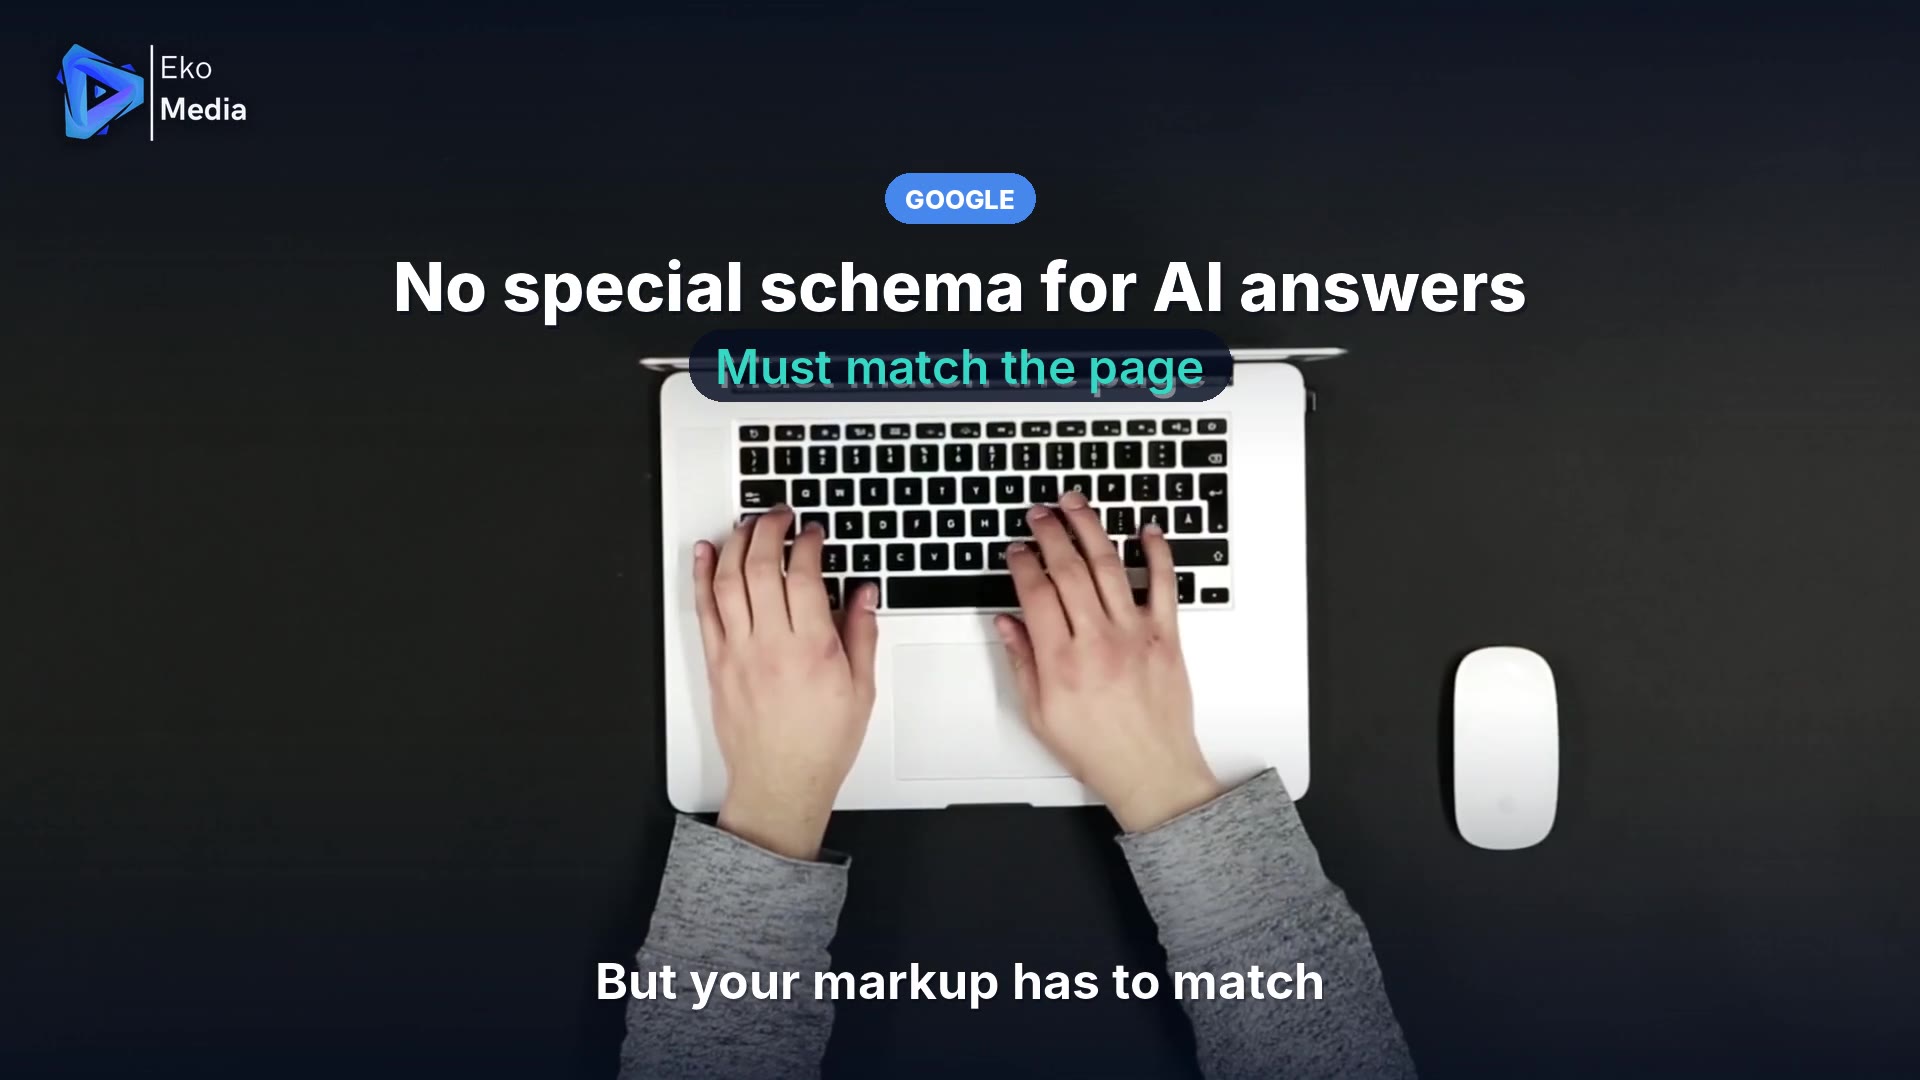 Eko
Media
GOOGLE
No special schema for AI answers
Must match the page
But your markup has to match